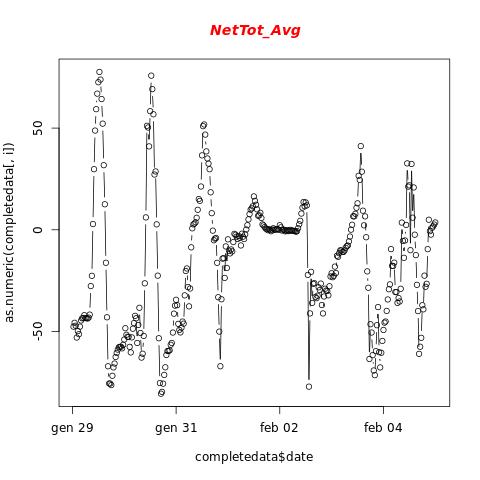 NetTot_Avg
as.numeric(completedata[, i])
50
0
-50
gen 29
gen 31
feb 02
feb 04
completedata$date